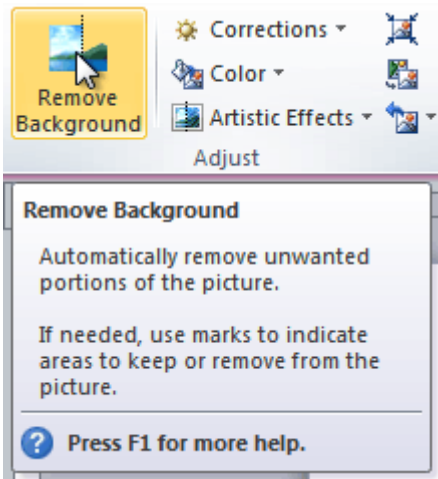 Remove
Background
Corrections
Color
Artistic Effects
Adjust
Remove Background
Automatically remove unwanted
portions of the picture.
If needed, use marks to indicate
areas to keep or remove from the
picture.
Press F1 for more help.